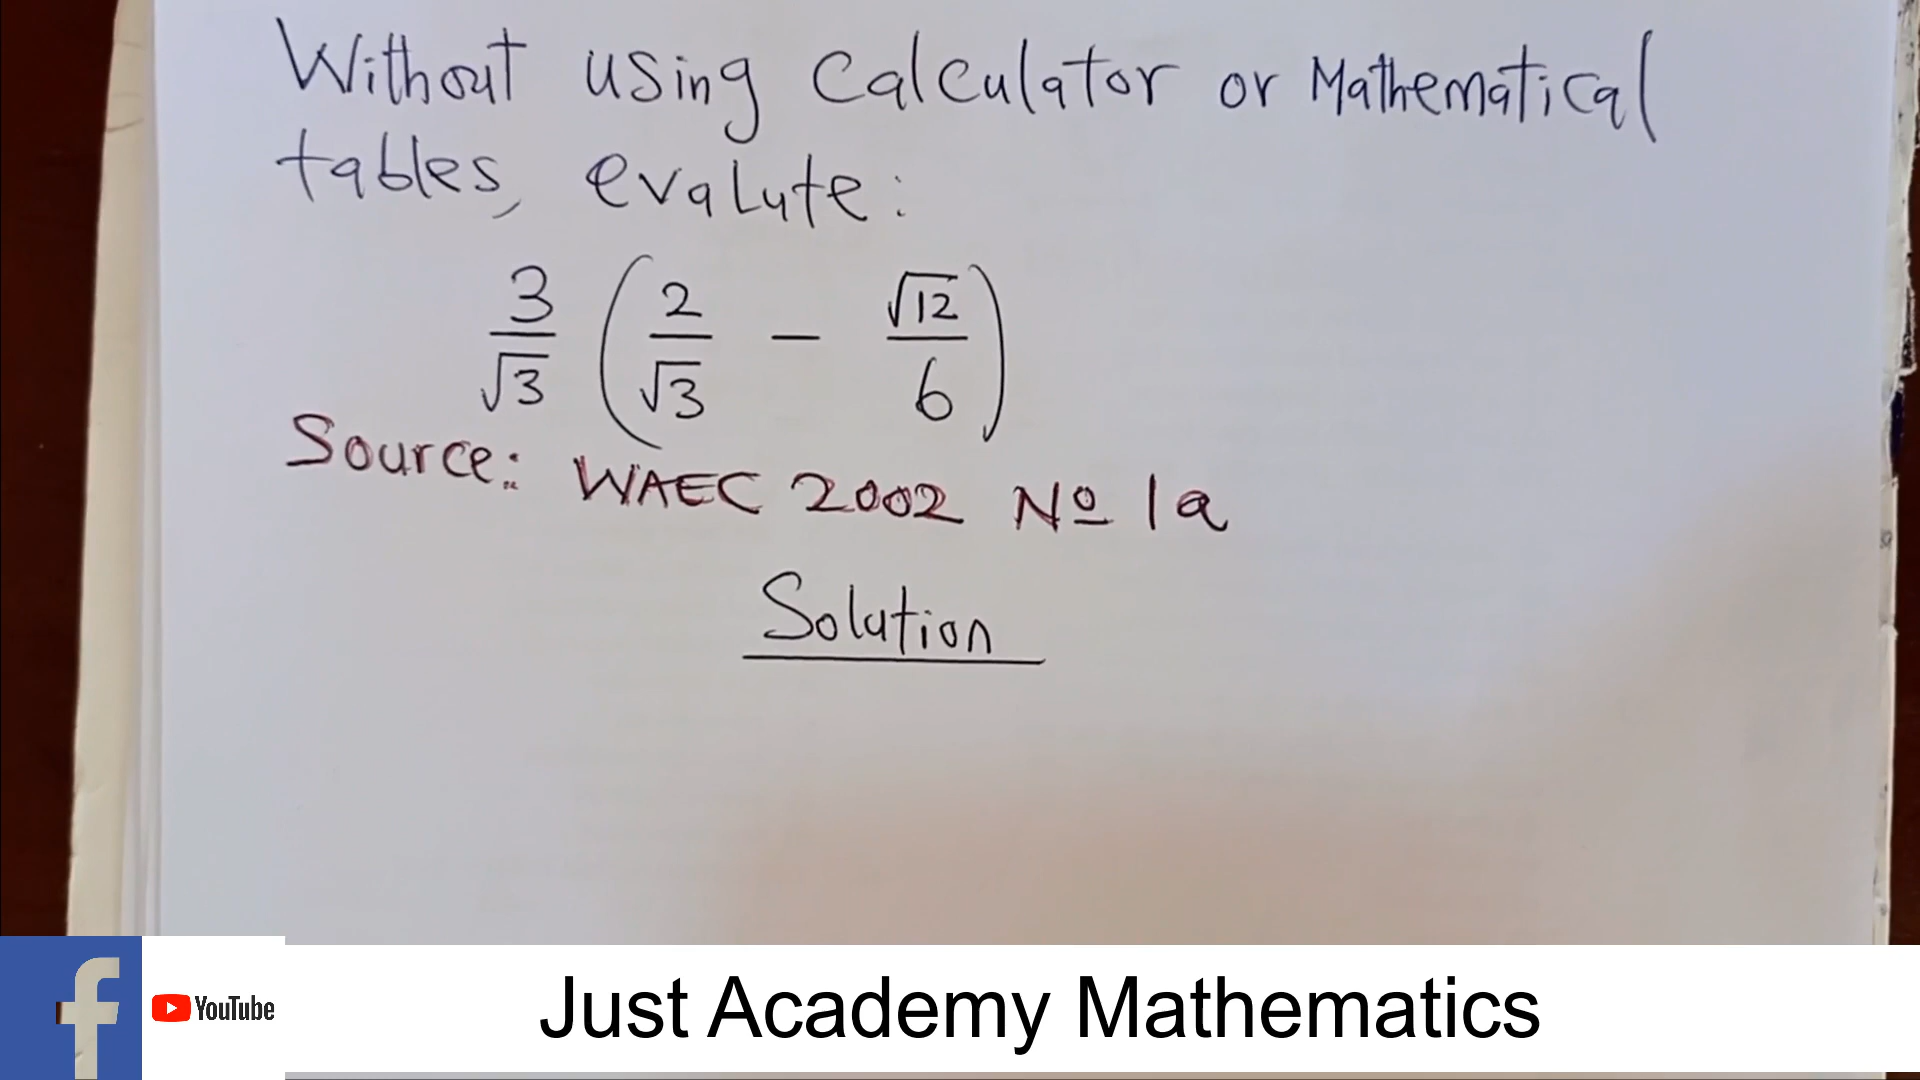 Without using Calculator or Mathematical
tables, evalute:
3/√3 (2/√3 - √12/6)
Source: WAEC 2002 No 1a
Solution
f YouTube
Just Academy Mathematics